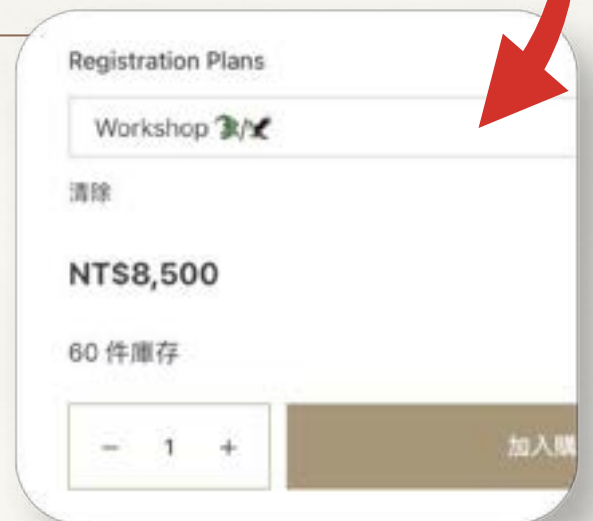 Registration Plans
Workshop 🐉/🦅
清除
NT$8,500
60 件庫存
− 1 +
加入購